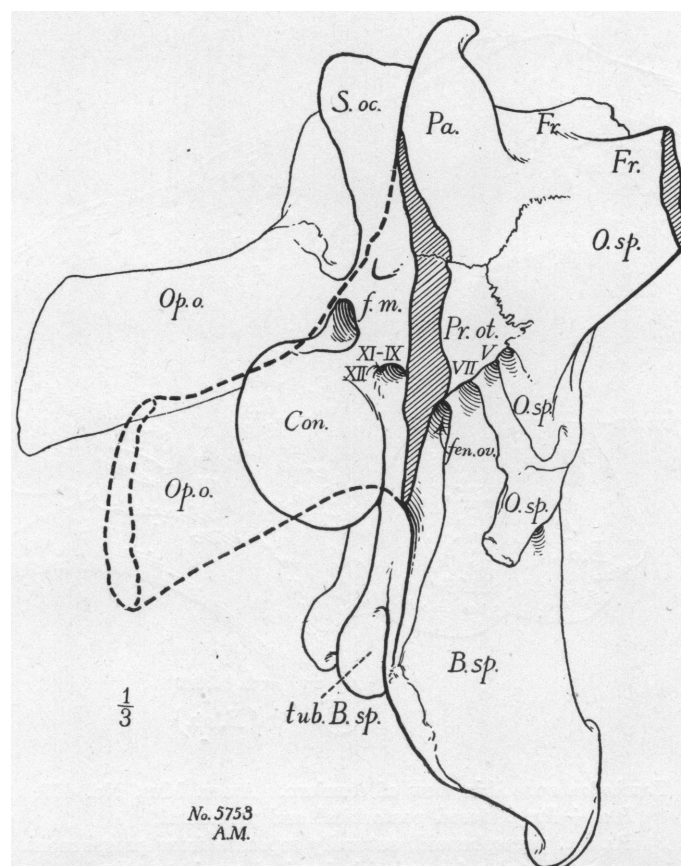 S. oc.
Pa.
Fr.
Fr.
O. sp.
Op. o.
f. m.
Pr. ot.
XI-IX
V
XII
VII
Con.
O. sp.
fen. ov.
Op. o.
O. sp.
B. sp.
1/3
tub. B. sp.
No. 5753
A.M.